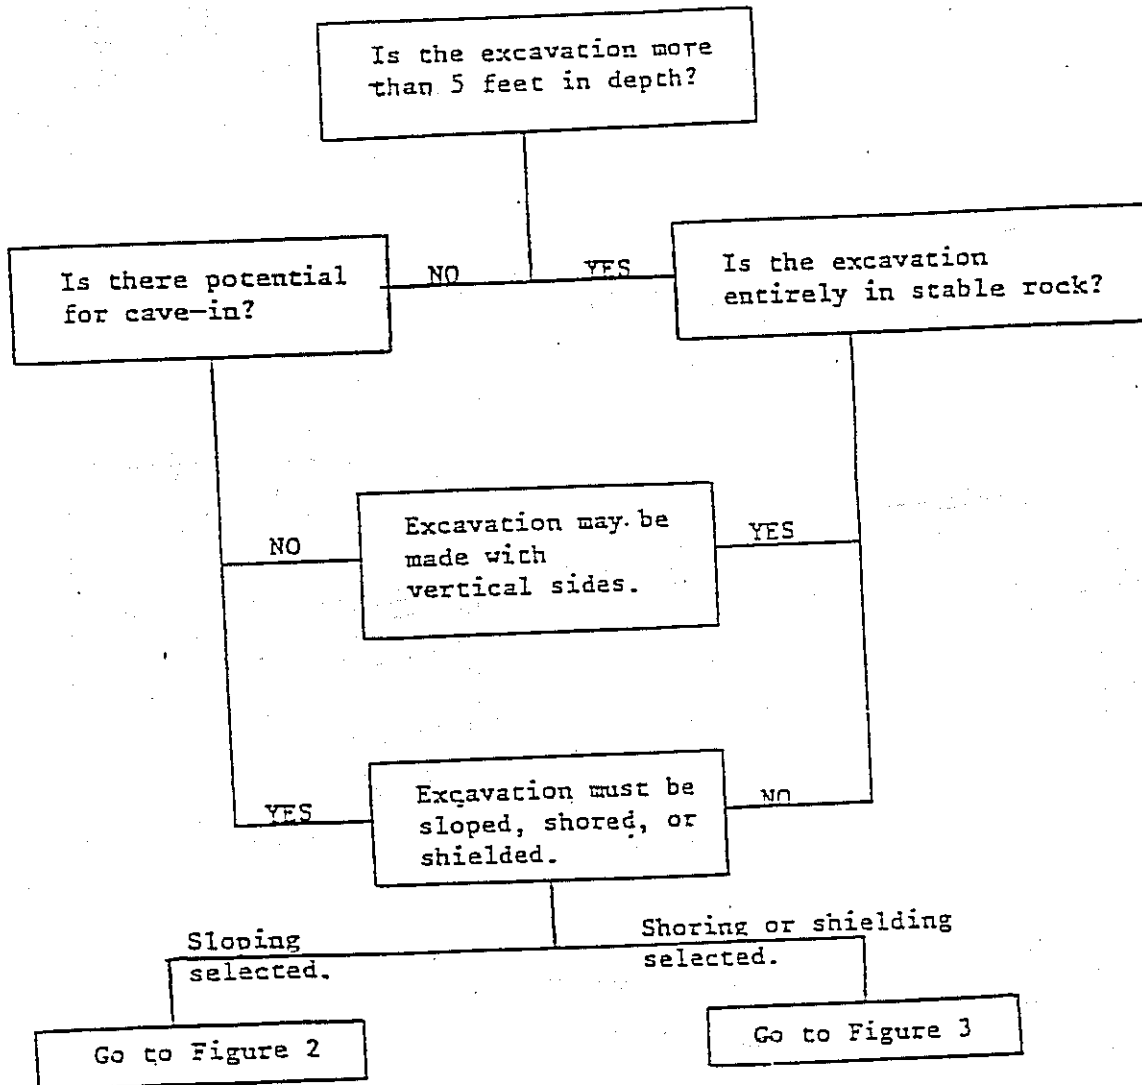 Is the excavation more
than 5 feet in depth?
Is there potential
for cave-in?
NO
YES
Is the excavation
entirely in stable rock?
NO
Excavation may be
made with
vertical sides.
YES
YES
Excavation must be
sloped, shored, or
shielded.
NO
Sloping
selected.
Shoring or shielding
selected.
Go to Figure 2
Go to Figure 3